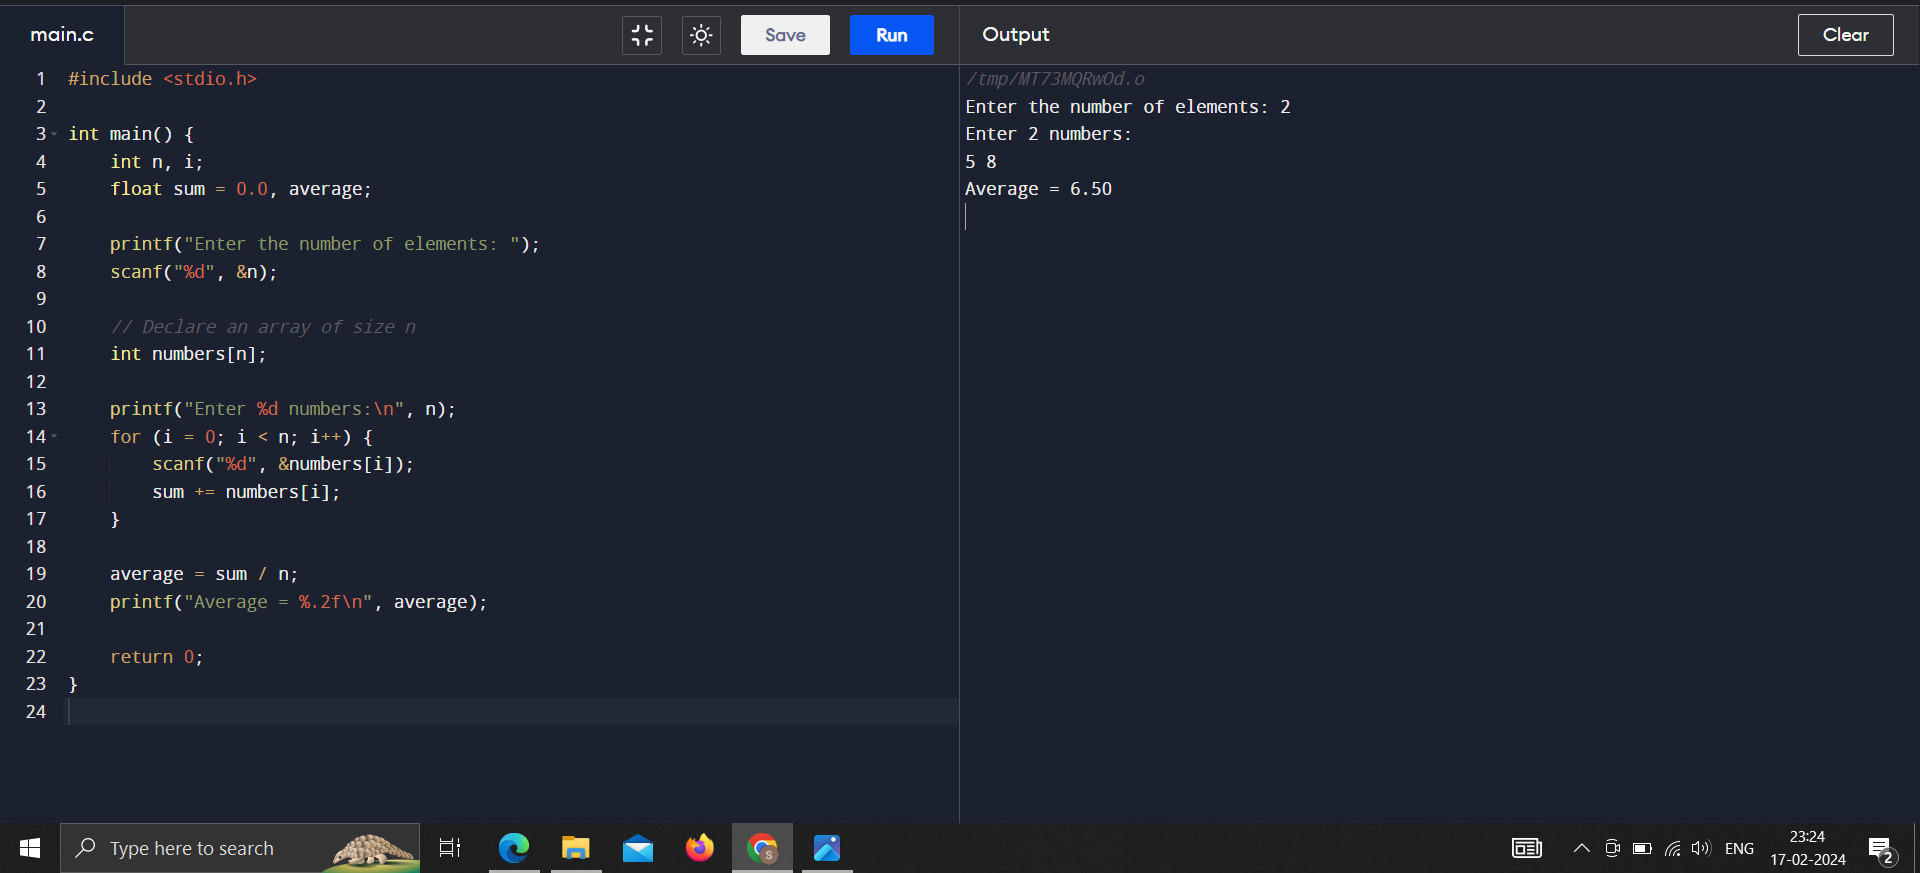 main.c
Save
Run
Output
Clear
1 #include <stdio.h>
2
3 int main() {
4     int n, i;
5     float sum = 0.0, average;
6
7     printf("Enter the number of elements: ");
8     scanf("%d", &n);
9
10     // Declare an array of size n
11     int numbers[n];
12
13     printf("Enter %d numbers:\n", n);
14     for (i = 0; i < n; i++) {
15         scanf("%d", &numbers[i]);
16         sum += numbers[i];
17     }
18
19     average = sum / n;
20     printf("Average = %.2f\n", average);
21
22     return 0;
23 }
24
/tmp/MT73MQRwOd.o
Enter the number of elements: 2
Enter 2 numbers:
5 8
Average = 6.50
Type here to search
S
ENG
23:24
17-02-2024
2